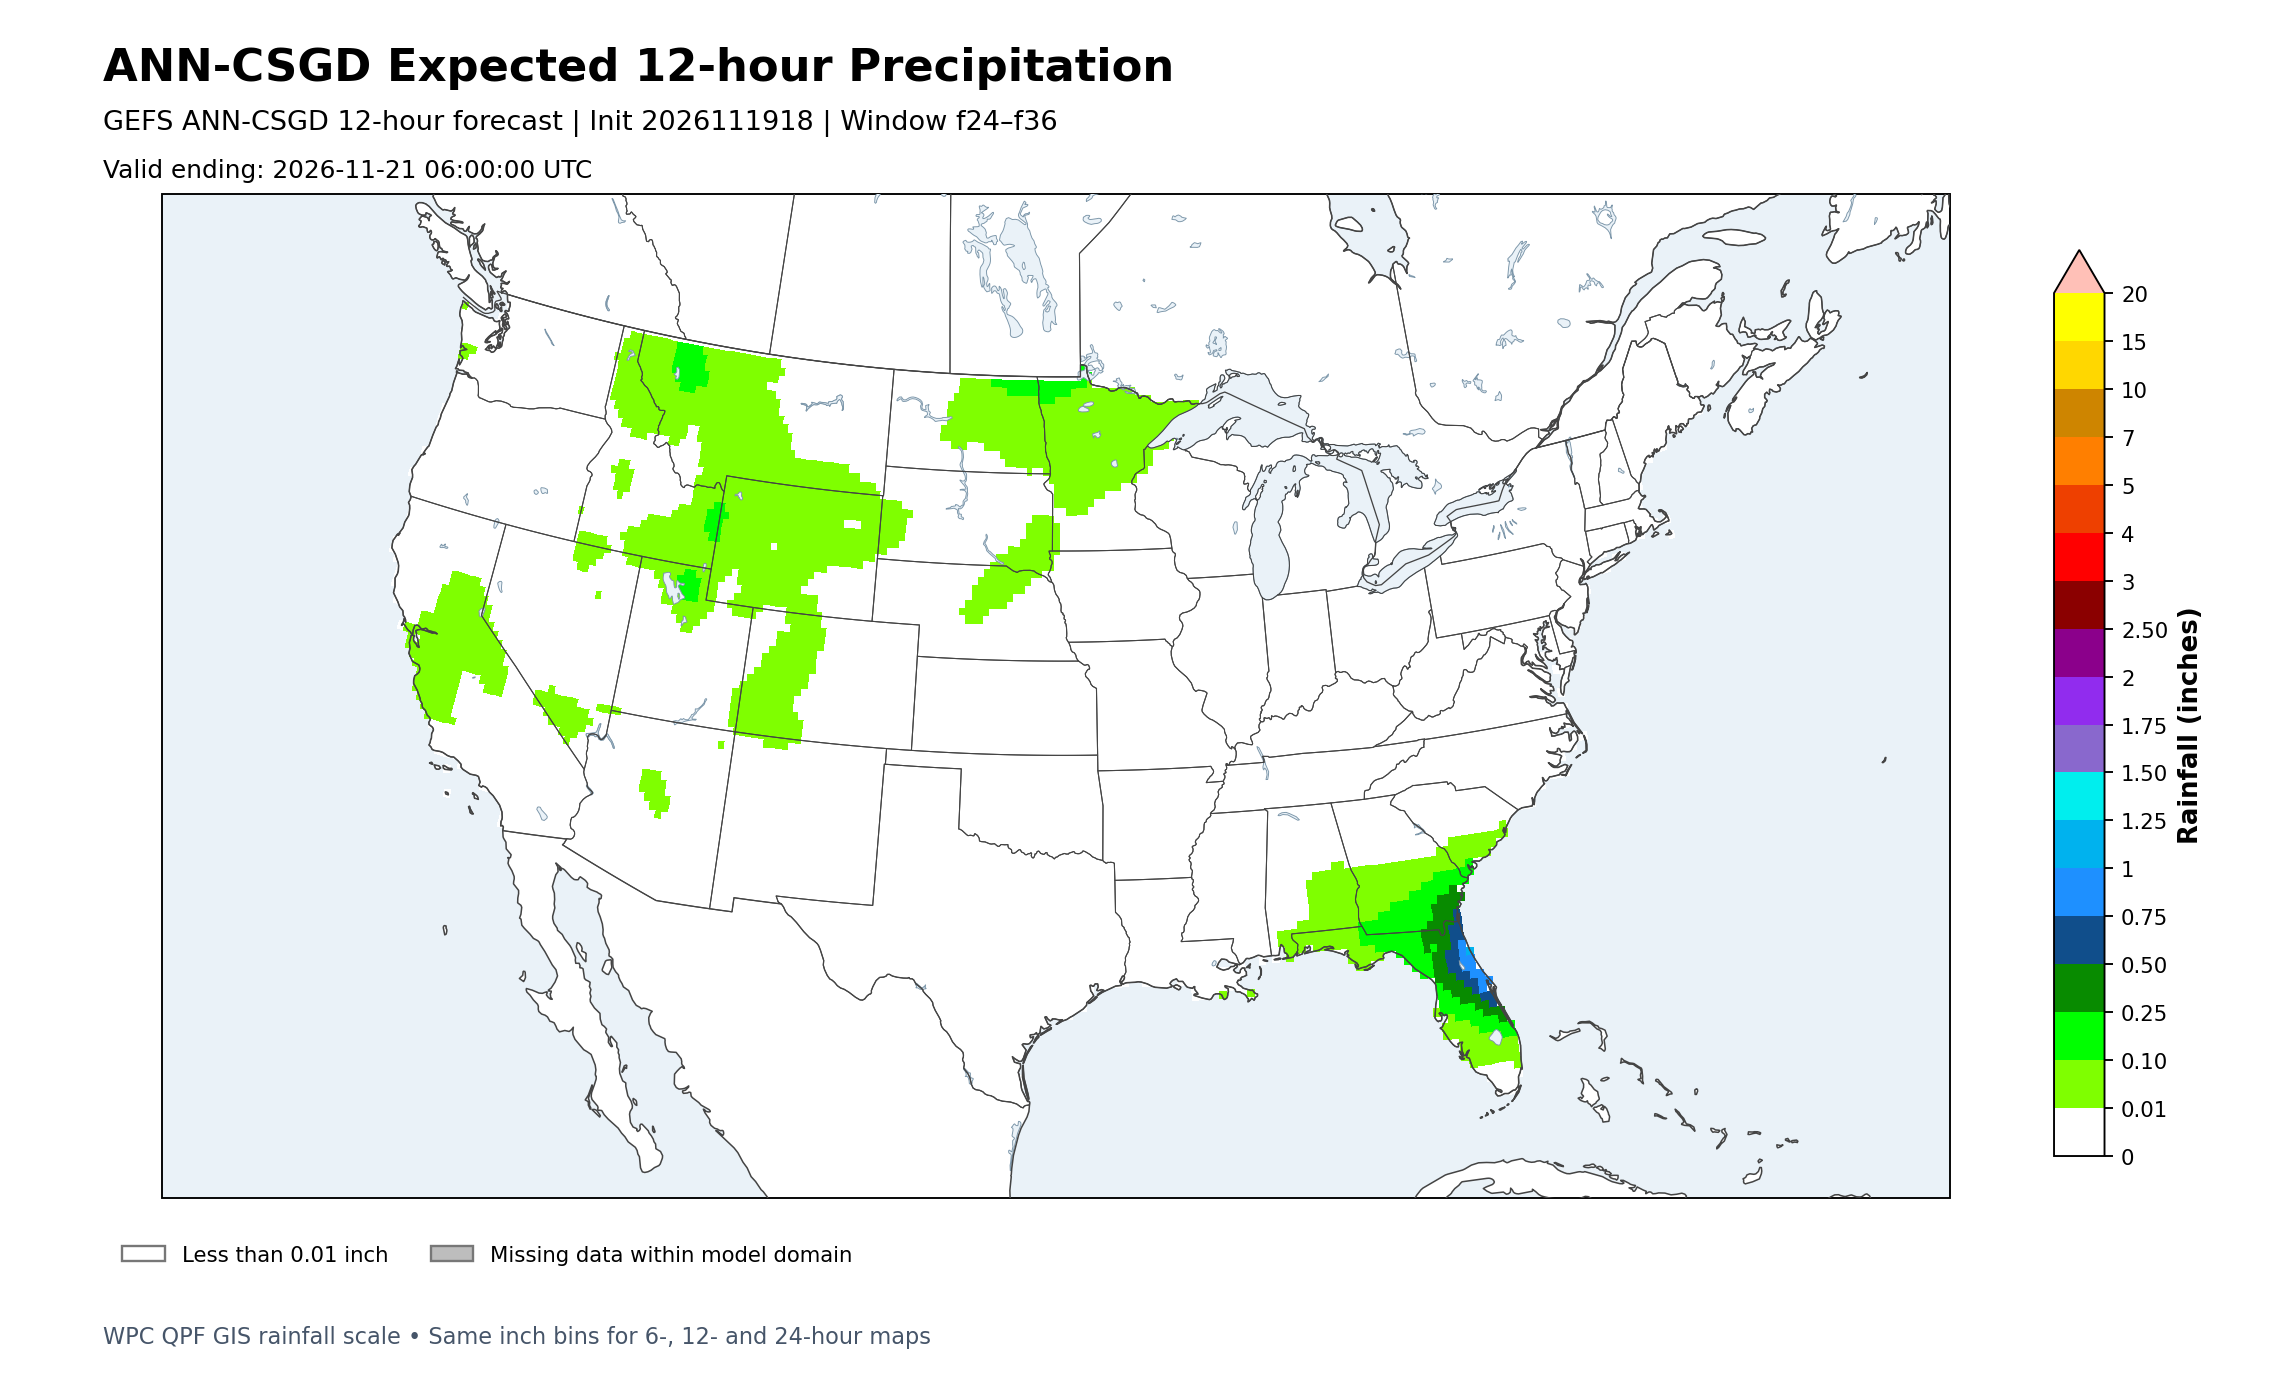 ANN-CSGD Expected 12-hour Precipitation
GEFS ANN-CSGD 12-hour forecast | Init 2026111918 | Window f24–f36
Valid ending: 2026-11-21 06:00:00 UTC
20
15
10
7
5
4
3
2.50
2
1.75
1.50
1.25
1
0.75
0.50
0.25
0.10
0.01
0
Rainfall (inches)
Less than 0.01 inch
Missing data within model domain
WPC QPF GIS rainfall scale • Same inch bins for 6-, 12- and 24-hour maps